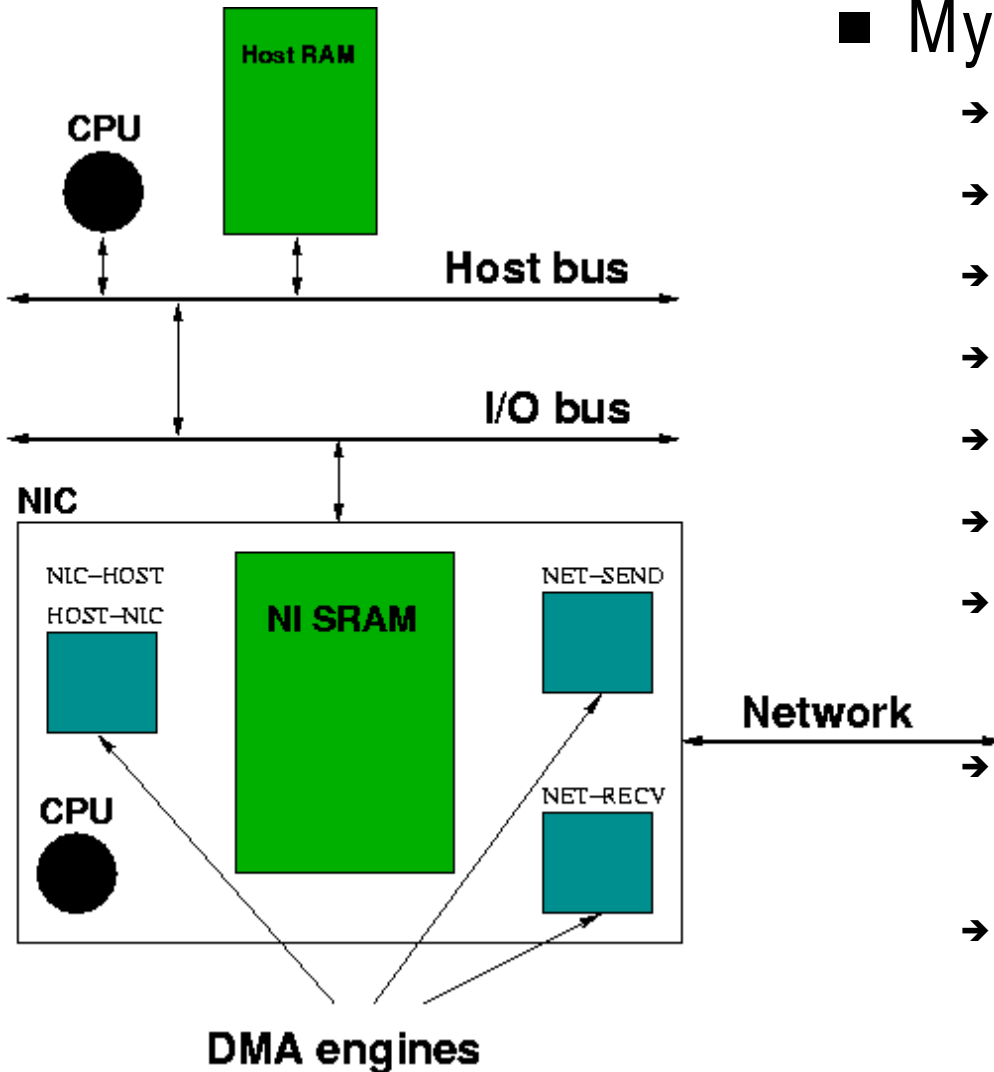 Host RAM
CPU
Host bus
I/O bus
NIC
NIC–HOST
HOST–NIC
NI SRAM
NET–SEND
NET–RECV
CPU
Network
DMA engines
■ My
➔
➔
➔
➔
➔
➔
➔
➔
➔